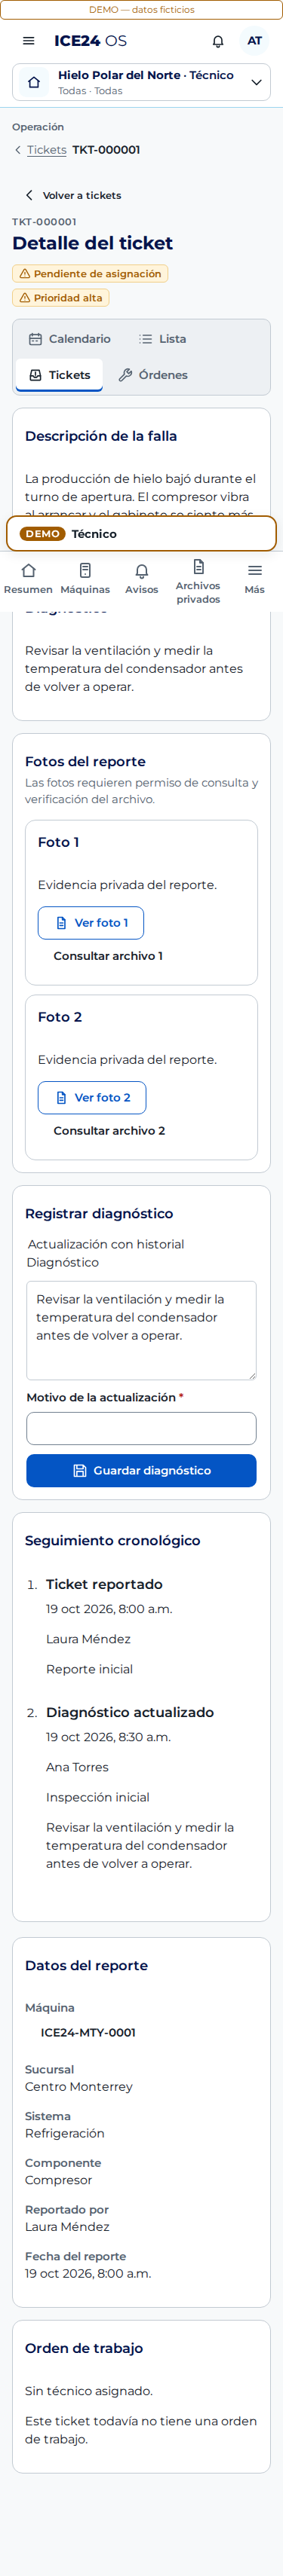 DEMO — datos ficticios
ICE24 OS
AT
Hielo Polar del Norte · Técnico
Todas · Todas
Operación
Tickets TKT-000001
Volver a tickets
TKT-000001
Detalle del ticket
Pendiente de asignación
Prioridad alta
Calendario
Lista
Tickets
Órdenes
Descripción de la falla
La producción de hielo bajó durante el
turno de apertura. El compresor vibra
DEMO Técnico
Resumen
Máquinas
Avisos
Archivos
privados
Más
Revisar la ventilación y medir la
temperatura del condensador antes
de volver a operar.
Fotos del reporte
Las fotos requieren permiso de consulta y
verificación del archivo.
Foto 1
Evidencia privada del reporte.
Ver foto 1
Consultar archivo 1
Foto 2
Evidencia privada del reporte.
Ver foto 2
Consultar archivo 2
Registrar diagnóstico
Actualización con historial
Diagnóstico
Revisar la ventilación y medir la
temperatura del condensador
antes de volver a operar.
Motivo de la actualización *
Guardar diagnóstico
Seguimiento cronológico
1. Ticket reportado
19 oct 2026, 8:00 a.m.
Laura Méndez
Reporte inicial
2. Diagnóstico actualizado
19 oct 2026, 8:30 a.m.
Ana Torres
Inspección inicial
Revisar la ventilación y medir la
temperatura del condensador
antes de volver a operar.
Datos del reporte
Máquina
ICE24-MTY-0001
Sucursal
Centro Monterrey
Sistema
Refrigeración
Componente
Compresor
Reportado por
Laura Méndez
Fecha del reporte
19 oct 2026, 8:00 a.m.
Orden de trabajo
Sin técnico asignado.
Este ticket todavía no tiene una orden
de trabajo.